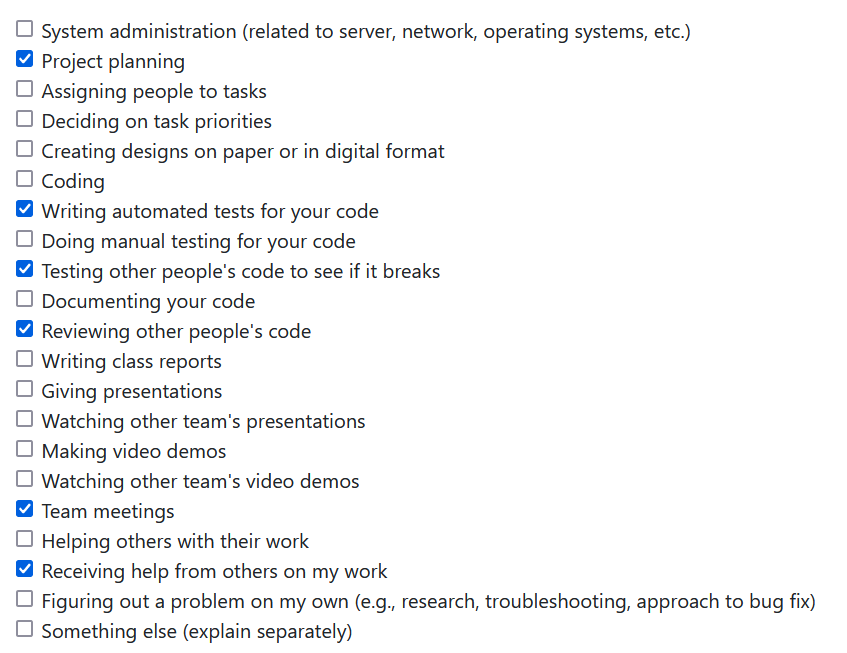 System administration (related to server, network, operating systems, etc.)
Project planning
Assigning people to tasks
Deciding on task priorities
Creating designs on paper or in digital format
Coding
Writing automated tests for your code
Doing manual testing for your code
Testing other people's code to see if it breaks
Documenting your code
Reviewing other people's code
Writing class reports
Giving presentations
Watching other team's presentations
Making video demos
Watching other team's video demos
Team meetings
Helping others with their work
Receiving help from others on my work
Figuring out a problem on my own (e.g., research, troubleshooting, approach to bug fix)
Something else (explain separately)